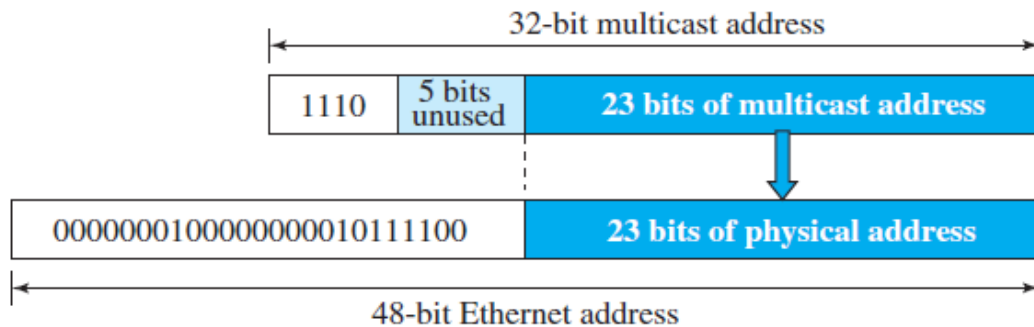 32-bit multicast address
1110
5 bits
unused
23 bits of multicast address
0000000100000000010111100
23 bits of physical address
48-bit Ethernet address